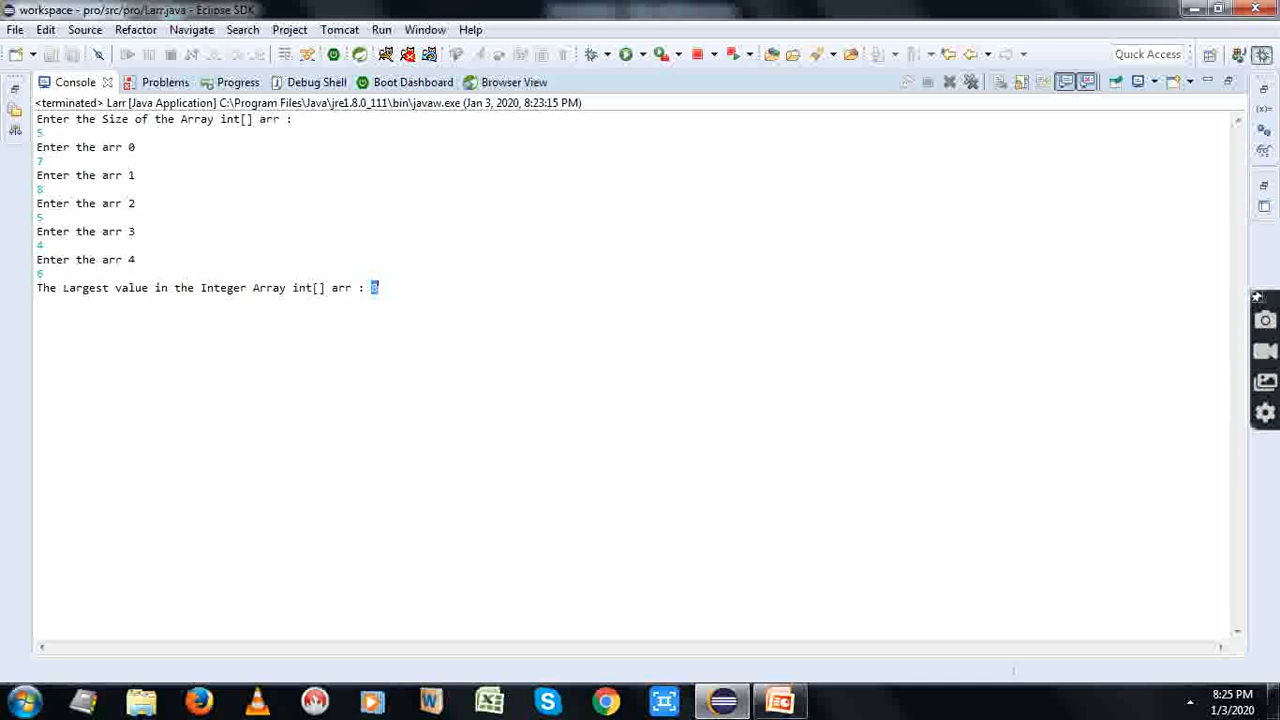 workspace - pro/src/pro/Larr.java - Eclipse SDK
File Edit Source Refactor Navigate Search Project Tomcat Run Window Help
Quick Access
Console Problems Progress Debug Shell Boot Dashboard Browser View
<terminated> Larr [Java Application] C:\Program Files\Java\jre1.8.0_111\bin\javaw.exe (Jan 3, 2020, 8:23:15 PM)
Enter the Size of the Array int[] arr :
5
Enter the arr 0
7
Enter the arr 1
8
Enter the arr 2
5
Enter the arr 3
4
Enter the arr 4
6
The Largest value in the Integer Array int[] arr : 8
8:25 PM
1/3/2020